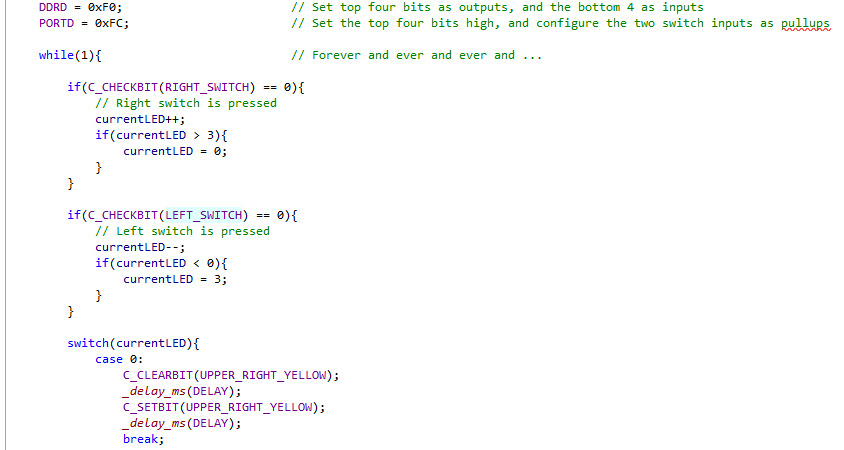 DDRD = 0xF0; // Set top four bits as outputs, and the bottom 4 as inputs
PORTD = 0xFC; // Set the top four bits high, and configure the two switch inputs as pullups
while(1){ // Forever and ever and ever and ...
if(C_CHECKBIT(RIGHT_SWITCH) == 0){
// Right switch is pressed
currentLED++;
if(currentLED > 3){
currentLED = 0;
}
}
if(C_CHECKBIT(LEFT_SWITCH) == 0){
// Left switch is pressed
currentLED--;
if(currentLED < 0){
currentLED = 3;
}
}
switch(currentLED){
case 0:
C_CLEARBIT(UPPER_RIGHT_YELLOW);
_delay_ms(DELAY);
C_SETBIT(UPPER_RIGHT_YELLOW);
_delay_ms(DELAY);
break;